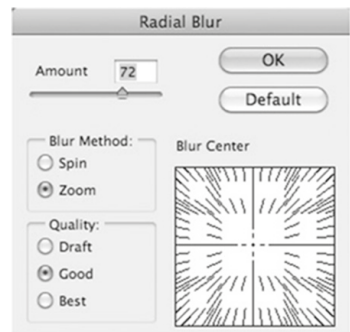 Radial Blur
Amount 72
OK
Default
Blur Method:
Spin
Zoom
Blur Center
Quality:
Draft
Good
Best